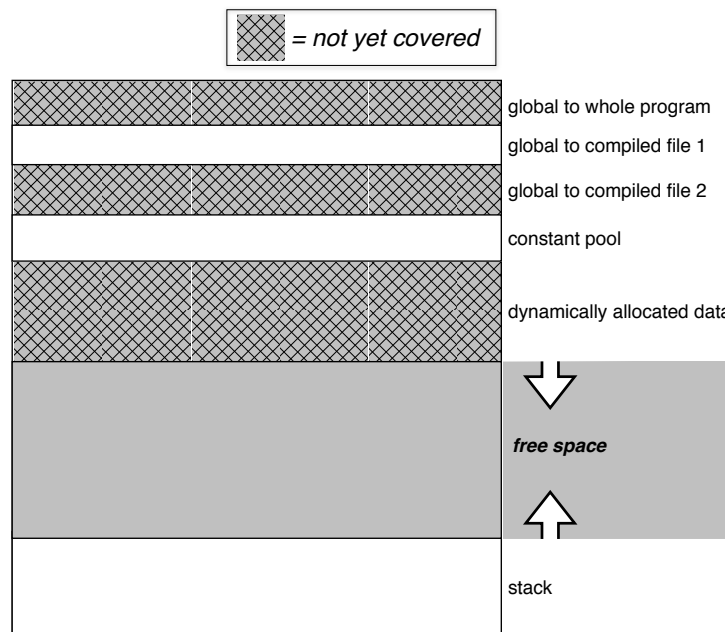 = not yet covered
global to whole program
global to compiled file 1
global to compiled file 2
constant pool
dynamically allocated data
free space
stack